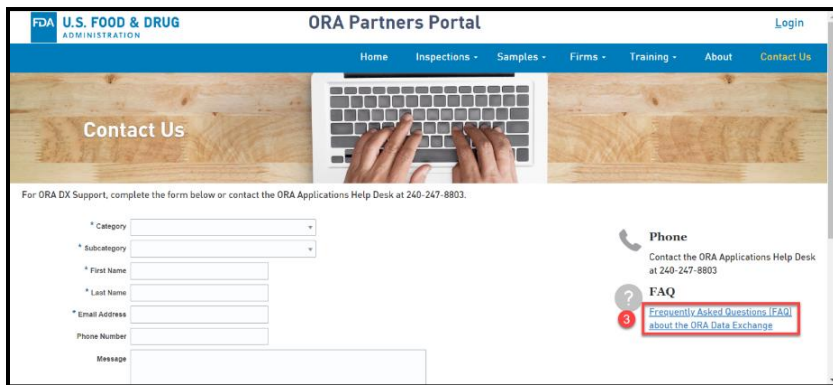 FDA U.S. FOOD & DRUG
ADMINISTRATION
ORA Partners Portal
Login
Home Inspections Samples Firms Training About Contact Us
Contact Us
For ORA DX Support, complete the form below or contact the ORA Applications Help Desk at 240-247-8803.
* Category
* Subcategory
* First Name
* Last Name
* Email Address
Phone Number
Message
Phone
Contact the ORA Applications Help Desk
at 240-247-8803
?
FAQ
3
Frequently Asked Questions [FAQ]
about the ORA Data Exchange